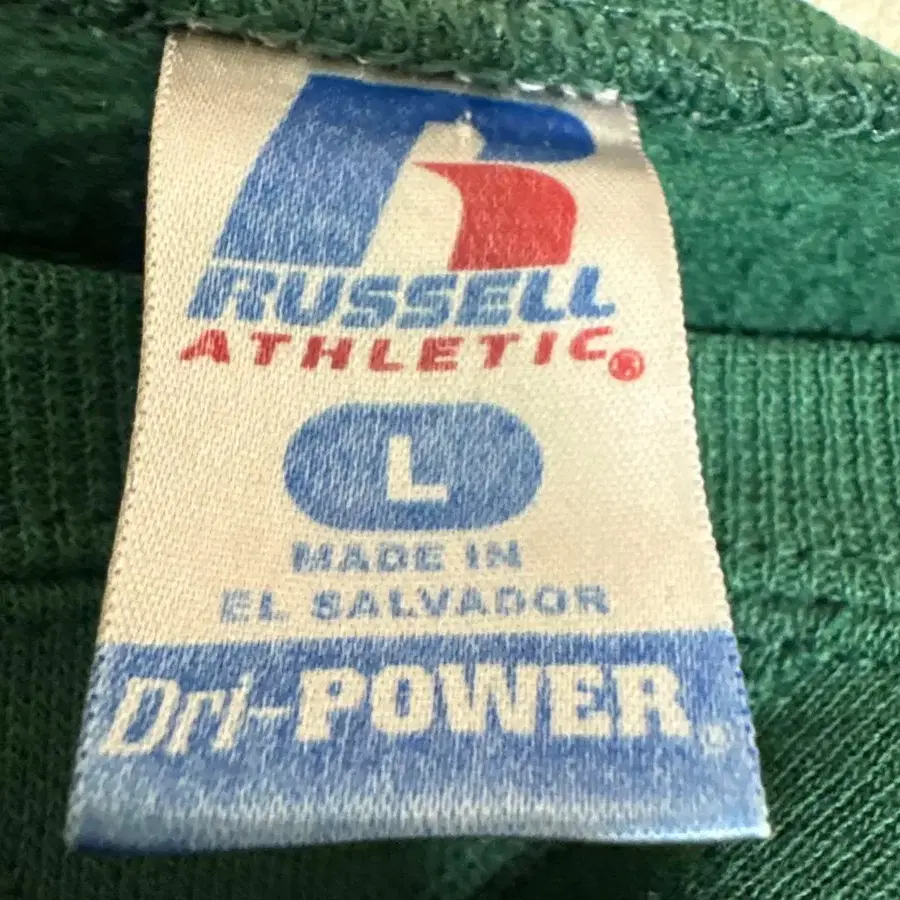 RUSSELL
ATHLETIC®
L
MADE IN
EL SALVADOR
Dri-POWER®